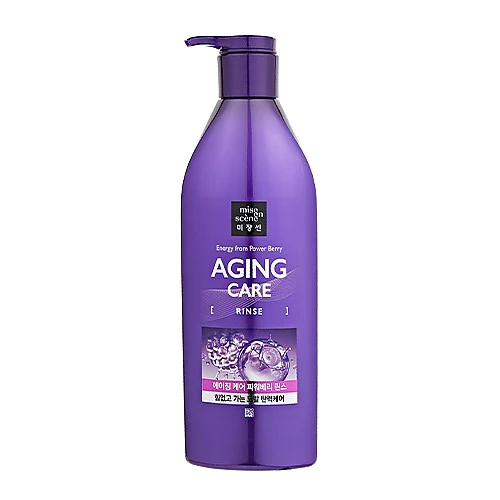 mise
en
scène
미쟝센
Energy from Power Berry
AGING
CARE
[ RINSE ]
에이징 케어 파워베리 린스
힘없고 가는 모발 탄력케어